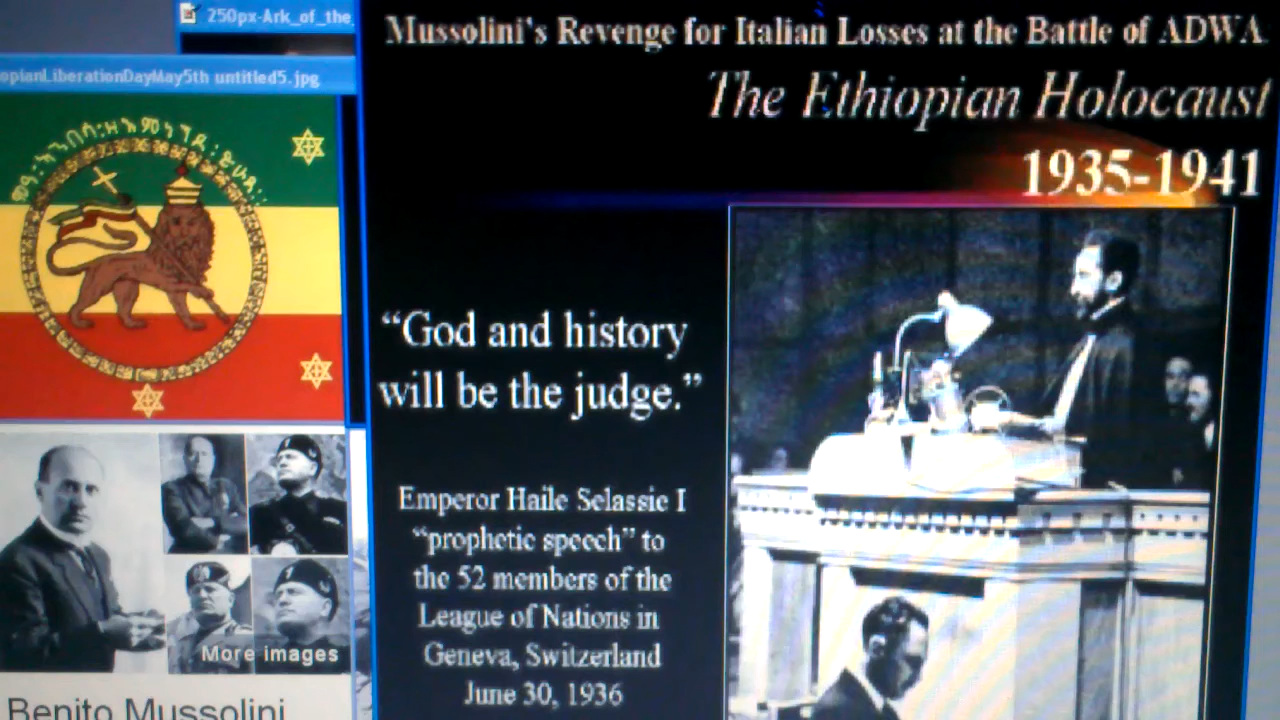 250px-Ark_of_the_
opianLiberationDayMay5th untitled5.jpg
More images
Benito Mussolini
Mussolini's Revenge for Italian Losses at the Battle of ADWA
The Ethiopian Holocaust
1935-1941
“God and history
will be the judge.”
Emperor Haile Selassie I
“prophetic speech” to
the 52 members of the
League of Nations in
Geneva, Switzerland
June 30, 1936